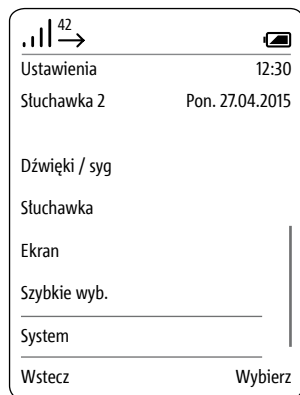 42
Ustawienia 12:30
Słuchawka 2 Pon. 27.04.2015
Dźwięki / syg
Słuchawka
Ekran
Szybkie wyb.
System
Wstecz Wybierz